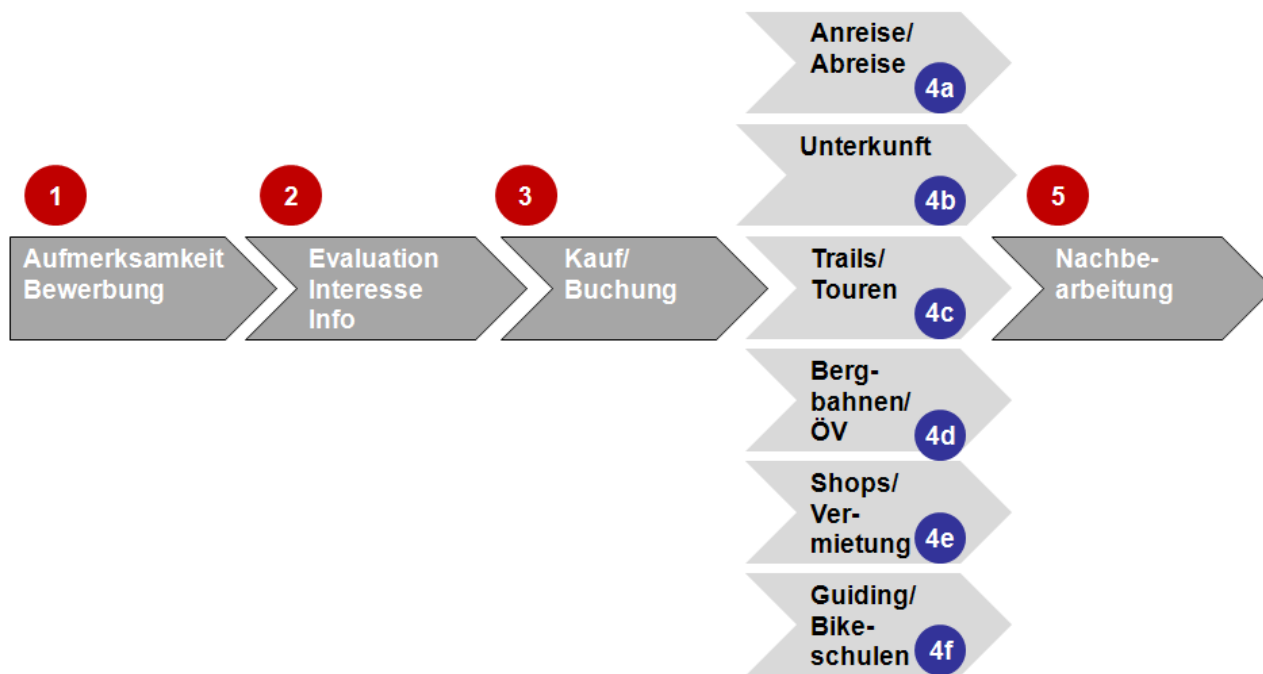 Anreise/
Abreise
4a
Unterkunft
4b
1
2
3
5
Aufmerksamkeit
Bewerbung
Evaluation
Interesse
Info
Kauf/
Buchung
Trails/
Touren
4c
Nachbe-
arbeitung
Berg-
bahnen/
ÖV
4d
Shops/
Ver-
mietung
4e
Guiding/
Bike-
schulen
4f